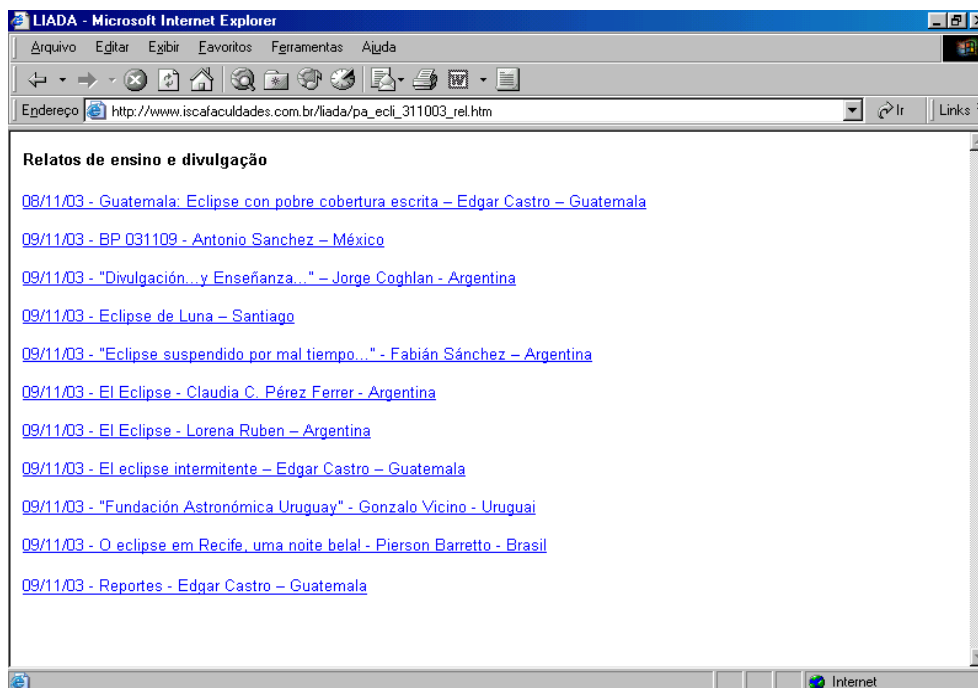 LIADA - Microsoft Internet Explorer
Arquivo Editar Exibir Favoritos Ferramentas Ajuda
Endereço http://www.iscafaculdades.com.br/liada/pa_ecli_311003_rel.htm Ir Links
Relatos de ensino e divulgação
08/11/03 - Guatemala: Eclipse con pobre cobertura escrita – Edgar Castro – Guatemala
09/11/03 - BP 031109 - Antonio Sanchez – México
09/11/03 - "Divulgación...y Enseñanza..." – Jorge Coghlan - Argentina
09/11/03 - Eclipse de Luna – Santiago
09/11/03 - "Eclipse suspendido por mal tiempo..." - Fabián Sánchez – Argentina
09/11/03 - El Eclipse - Claudia C. Pérez Ferrer - Argentina
09/11/03 - El Eclipse - Lorena Ruben – Argentina
09/11/03 - El eclipse intermitente – Edgar Castro – Guatemala
09/11/03 - "Fundación Astronómica Uruguay" - Gonzalo Vicino - Uruguai
09/11/03 - O eclipse em Recife, uma noite bela! - Pierson Barretto - Brasil
09/11/03 - Reportes - Edgar Castro – Guatemala
Internet